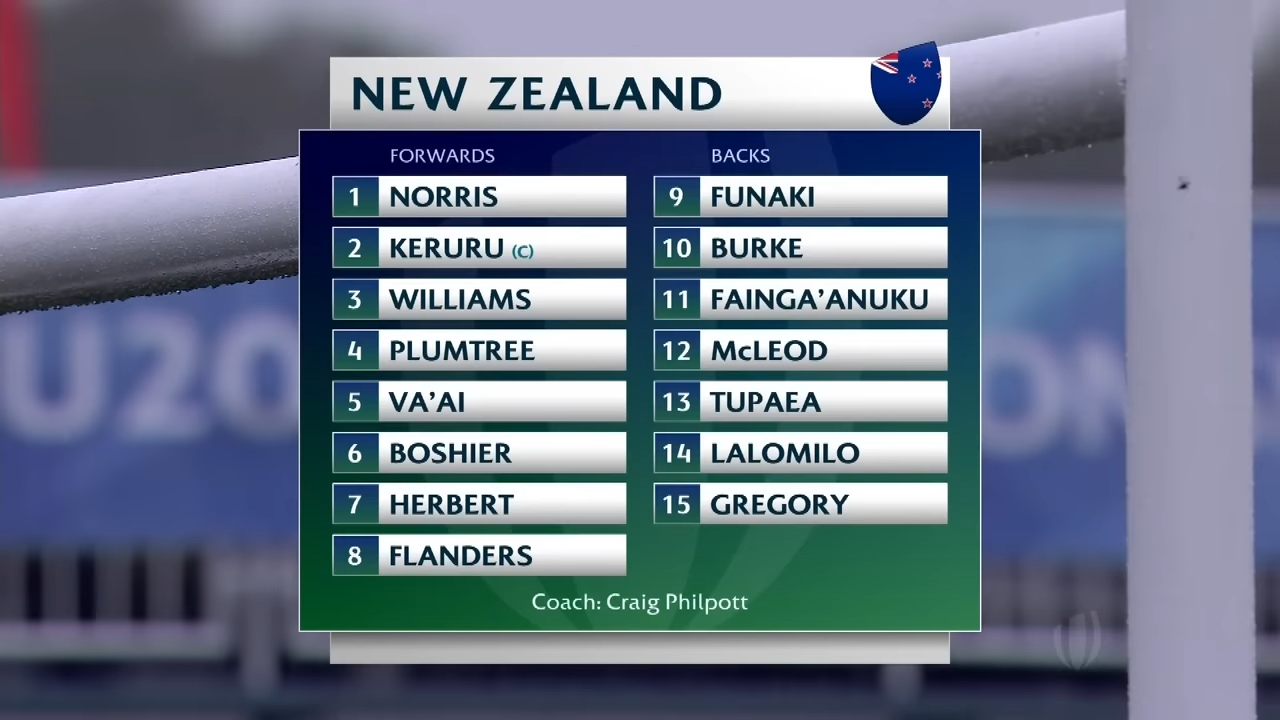 NEW ZEALAND
FORWARDS
1 NORRIS
2 KERURU (C)
3 WILLIAMS
4 PLUMTREE
5 VA'AI
6 BOSHIER
7 HERBERT
8 FLANDERS
BACKS
9 FUNAKI
10 BURKE
11 FAINGA'ANUKU
12 McLEOD
13 TUPAEA
14 LALOMILO
15 GREGORY
Coach: Craig Philpott
U20